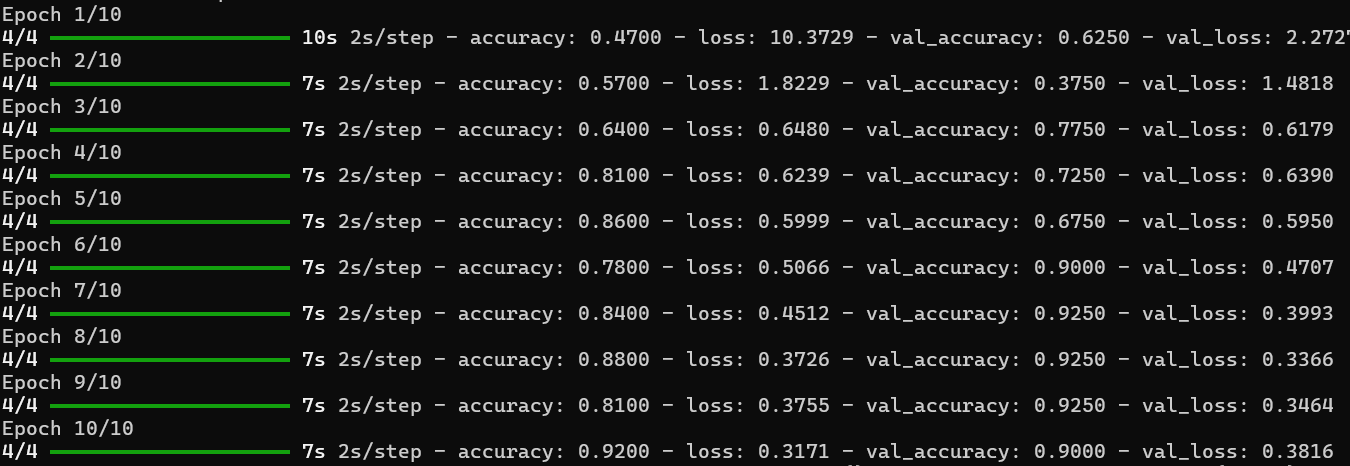 Epoch 1/10
4/4 10s 2s/step - accuracy: 0.4700 - loss: 10.3729 - val_accuracy: 0.6250 - val_loss: 2.272
Epoch 2/10
4/4 7s 2s/step - accuracy: 0.5700 - loss: 1.8229 - val_accuracy: 0.3750 - val_loss: 1.4818
Epoch 3/10
4/4 7s 2s/step - accuracy: 0.6400 - loss: 0.6480 - val_accuracy: 0.7750 - val_loss: 0.6179
Epoch 4/10
4/4 7s 2s/step - accuracy: 0.8100 - loss: 0.6239 - val_accuracy: 0.7250 - val_loss: 0.6390
Epoch 5/10
4/4 7s 2s/step - accuracy: 0.8600 - loss: 0.5999 - val_accuracy: 0.6750 - val_loss: 0.5950
Epoch 6/10
4/4 7s 2s/step - accuracy: 0.7800 - loss: 0.5066 - val_accuracy: 0.9000 - val_loss: 0.4707
Epoch 7/10
4/4 7s 2s/step - accuracy: 0.8400 - loss: 0.4512 - val_accuracy: 0.9250 - val_loss: 0.3993
Epoch 8/10
4/4 7s 2s/step - accuracy: 0.8800 - loss: 0.3726 - val_accuracy: 0.9250 - val_loss: 0.3366
Epoch 9/10
4/4 7s 2s/step - accuracy: 0.8100 - loss: 0.3755 - val_accuracy: 0.9250 - val_loss: 0.3464
Epoch 10/10
4/4 7s 2s/step - accuracy: 0.9200 - loss: 0.3171 - val_accuracy: 0.9000 - val_loss: 0.3816